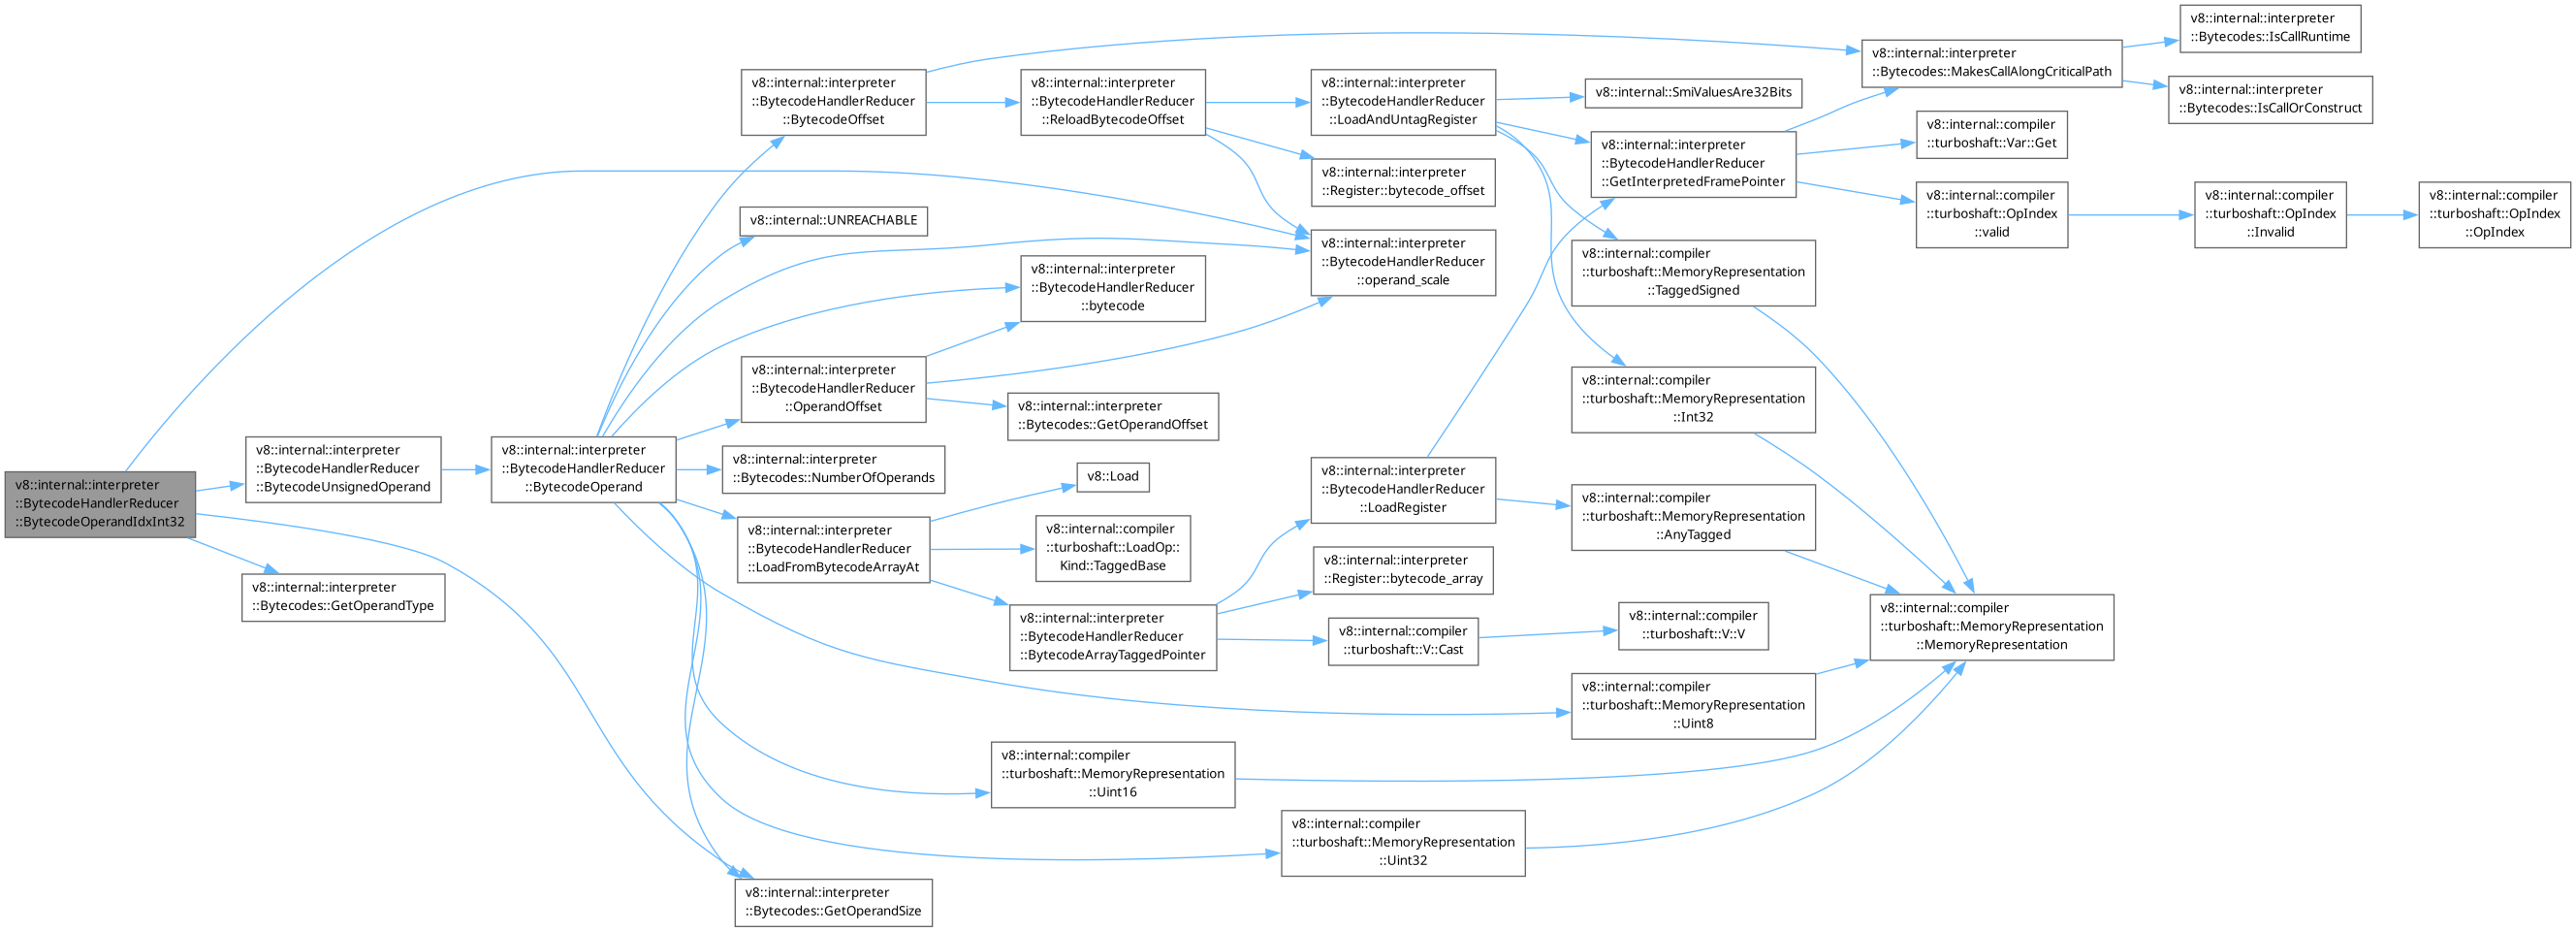 v8::internal::interpreter
::BytecodeHandlerReducer
::BytecodeOperandIdxInt32
v8::internal::interpreter
::BytecodeHandlerReducer
::BytecodeUnsignedOperand
v8::internal::interpreter
::Bytecodes::GetOperandType
v8::internal::interpreter
::BytecodeHandlerReducer
::BytecodeOperand
v8::internal::interpreter
::BytecodeHandlerReducer
::BytecodeOffset
v8::internal::UNREACHABLE
v8::internal::interpreter
::BytecodeHandlerReducer
::OperandOffset
v8::internal::interpreter
::Bytecodes::NumberOfOperands
v8::internal::interpreter
::BytecodeHandlerReducer
::LoadFromBytecodeArrayAt
v8::internal::interpreter
::Bytecodes::GetOperandSize
v8::internal::interpreter
::BytecodeHandlerReducer
::ReloadBytecodeOffset
v8::internal::interpreter
::BytecodeHandlerReducer
::bytecode
v8::internal::interpreter
::Bytecodes::GetOperandOffset
v8::Load
v8::internal::compiler
::turboshaft::LoadOp::
Kind::TaggedBase
v8::internal::interpreter
::BytecodeHandlerReducer
::BytecodeArrayTaggedPointer
v8::internal::compiler
::turboshaft::MemoryRepresentation
::Uint16
v8::internal::interpreter
::BytecodeHandlerReducer
::LoadAndUntagRegister
v8::internal::interpreter
::Register::bytecode_offset
v8::internal::interpreter
::BytecodeHandlerReducer
::operand_scale
v8::internal::interpreter
::BytecodeHandlerReducer
::LoadRegister
v8::internal::interpreter
::Register::bytecode_array
v8::internal::compiler
::turboshaft::V::Cast
v8::internal::compiler
::turboshaft::MemoryRepresentation
::Uint32
v8::internal::SmiValuesAre32Bits
v8::internal::interpreter
::BytecodeHandlerReducer
::GetInterpretedFramePointer
v8::internal::compiler
::turboshaft::MemoryRepresentation
::TaggedSigned
v8::internal::compiler
::turboshaft::MemoryRepresentation
::Int32
v8::internal::compiler
::turboshaft::MemoryRepresentation
::AnyTagged
v8::internal::compiler
::turboshaft::V::V
v8::internal::compiler
::turboshaft::MemoryRepresentation
::Uint8
v8::internal::interpreter
::Bytecodes::MakesCallAlongCriticalPath
v8::internal::compiler
::turboshaft::Var::Get
v8::internal::compiler
::turboshaft::OpIndex
::valid
v8::internal::compiler
::turboshaft::MemoryRepresentation
::MemoryRepresentation
v8::internal::interpreter
::Bytecodes::IsCallRuntime
v8::internal::interpreter
::Bytecodes::IsCallOrConstruct
v8::internal::compiler
::turboshaft::OpIndex
::Invalid
v8::internal::compiler
::turboshaft::OpIndex
::OpIndex